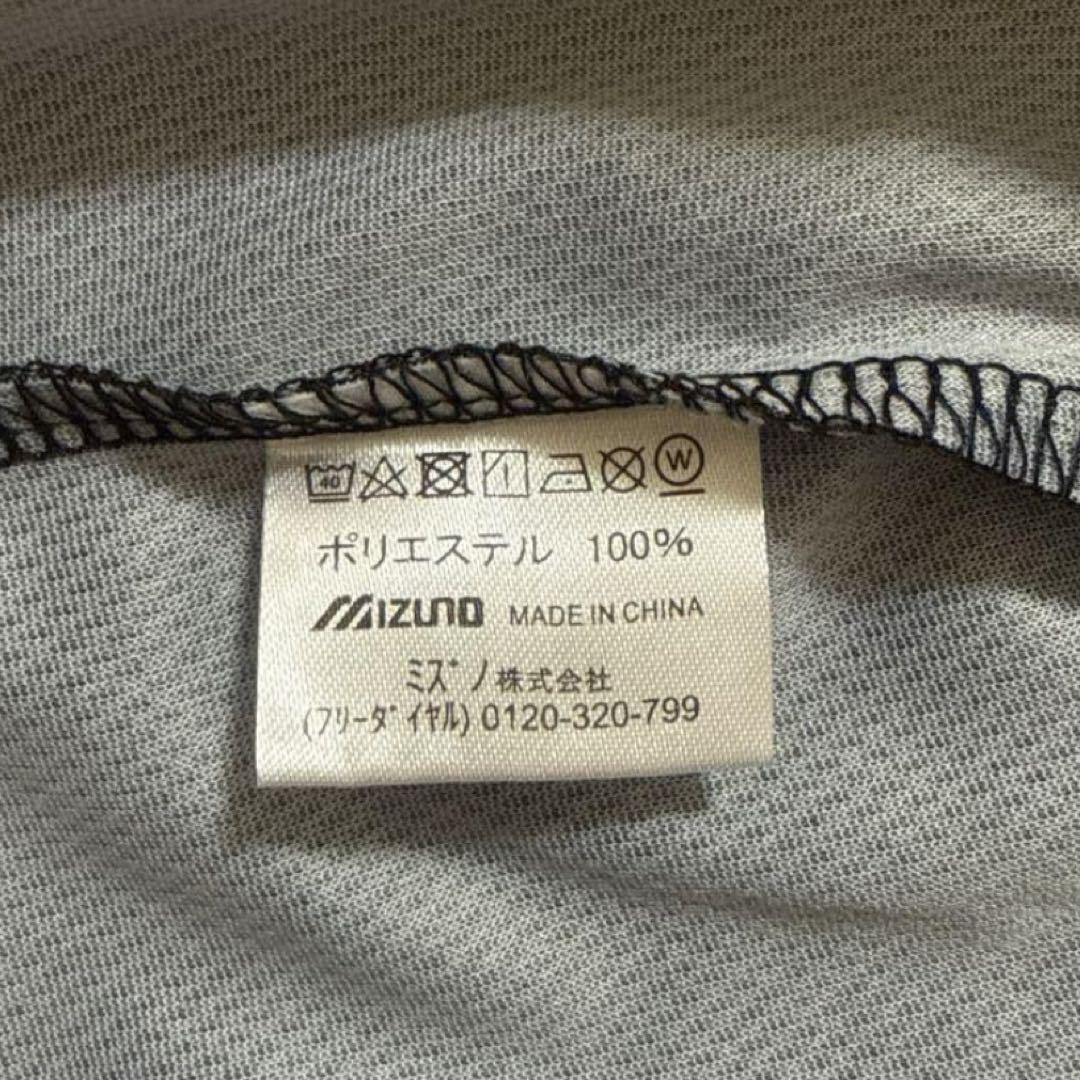 40 W
ポリエステル 100%
MIZUNO MADE IN CHINA
ミズノ株式会社
(フリーダイヤル) 0120-320-799